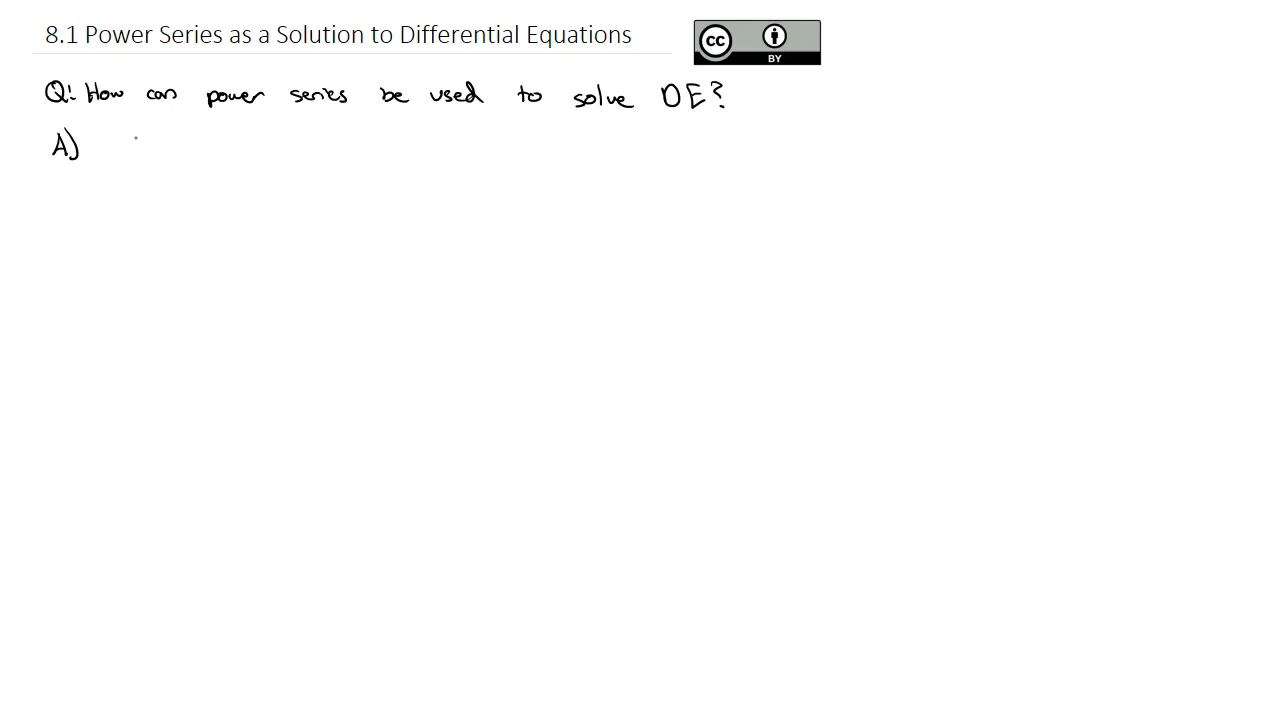 8.1 Power Series as a Solution to Differential Equations
cc BY
Q: How can power series be used to solve DE?
A)